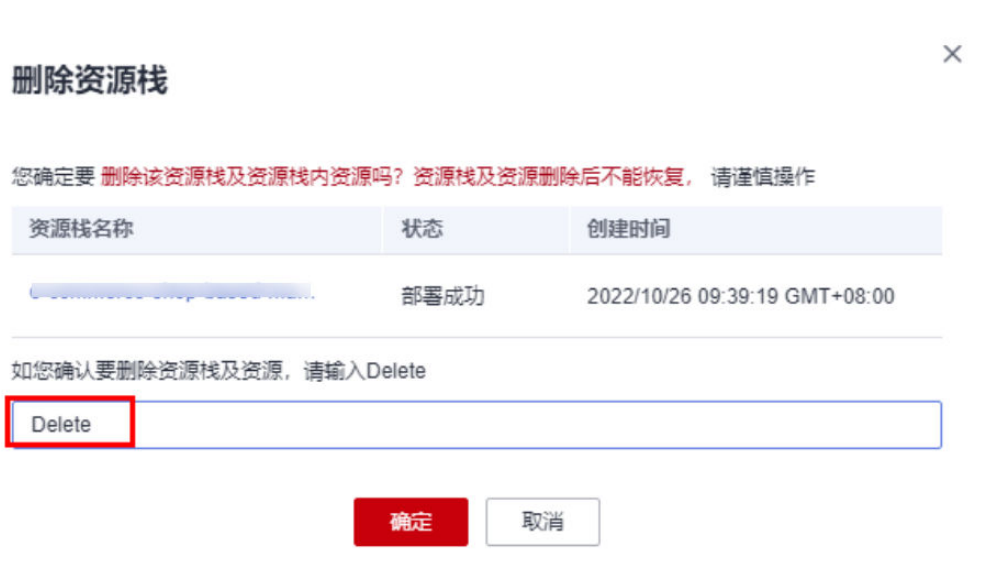 删除资源栈
您确定要 删除该资源栈及资源栈内资源吗？资源栈及资源删除后不能恢复， 请谨慎操作
资源栈名称 状态 创建时间
部署成功 2022/10/26 09:39:19 GMT+08:00
如您确认要删除资源栈及资源，请输入Delete
Delete
确定 取消